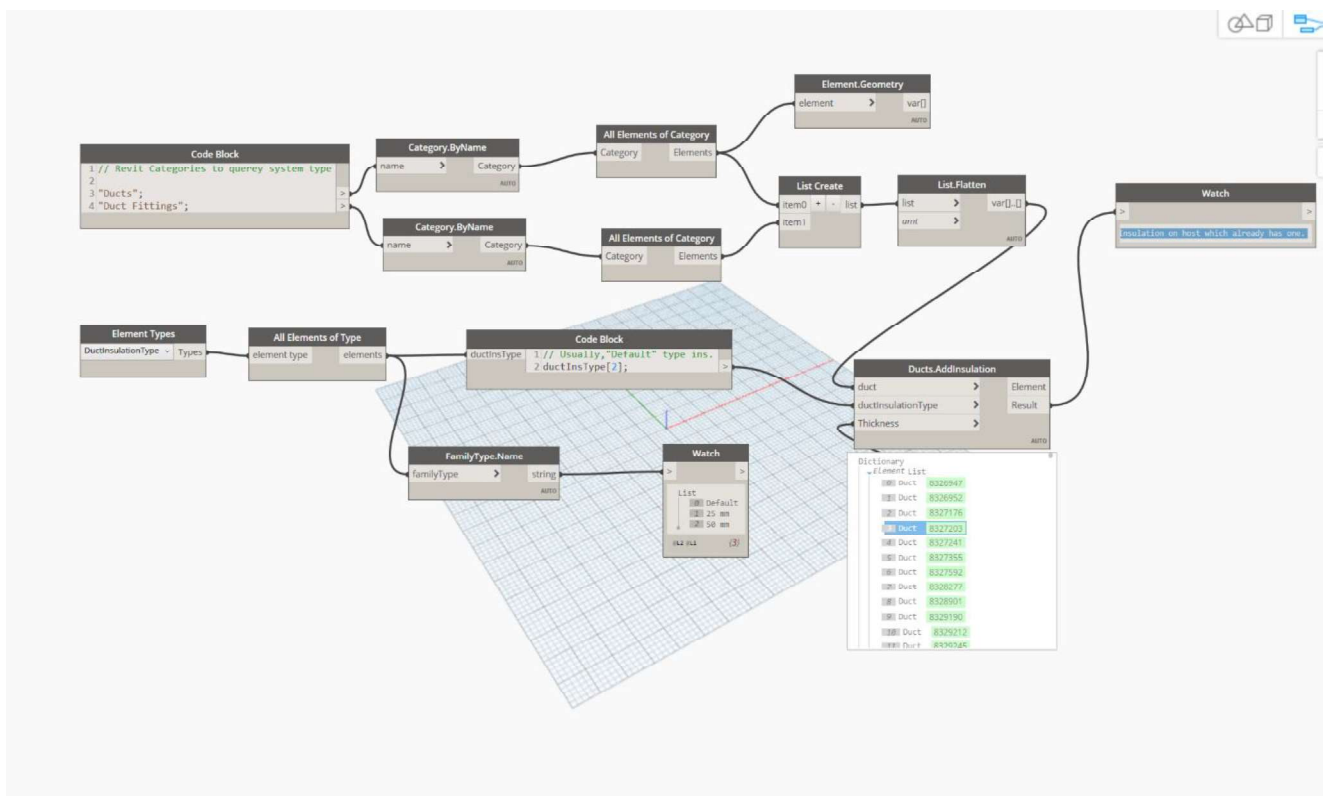 Element.Geometry
element > var[]
AUTO
Code Block
1 // Revit Categories to querey system type
2
3 "Ducts"; >
4 "Duct Fittings"; >
Category.ByName
name > Category
AUTO
All Elements of Category
Category Elements
List Create
item0 + - list
item1
List.Flatten
list > var[]..[]
amt >
AUTO
Watch
> >
Insulation on host which already has one.
Category.ByName
name > Category
AUTO
All Elements of Category
Category Elements
Element Types
DuctInsulationType Types
All Elements of Type
element type elements
Code Block
ductInsType 1 // Usually,"Default" type ins.
2 ductInsType[2]; >
Ducts.AddInsulation
duct > Element
ductInsulationType > Result
Thickness >
AUTO
FamilyType.Name
familyType > string
AUTO
Watch
> >
List
0 Default
1 25 mm
2 50 mm
@L2 @L1 {3}
Dictionary
Element List
0 Duct 8326947
1 Duct 8326952
2 Duct 8327176
3 Duct 8327203
4 Duct 8327241
5 Duct 8327355
6 Duct 8327592
7 Duct 8328277
8 Duct 8328901
9 Duct 8329190
10 Duct 8329212
11 Duct 8329245